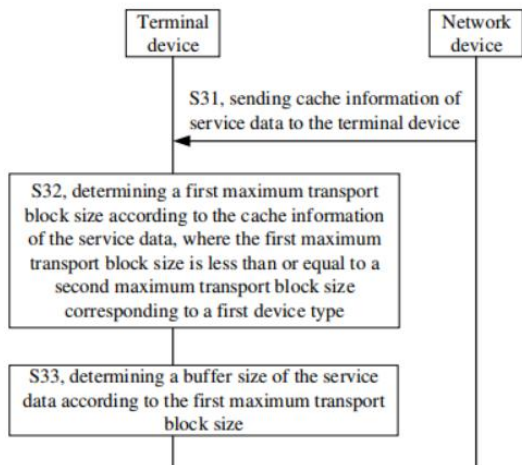 Terminal
device
Network
device
S31, sending cache information of
service data to the terminal device
S32, determining a first maximum transport
block size according to the cache information
of the service data, where the first maximum
transport block size is less than or equal to a
second maximum transport block size
corresponding to a first device type
S33, determining a buffer size of the service
data according to the first maximum transport
block size